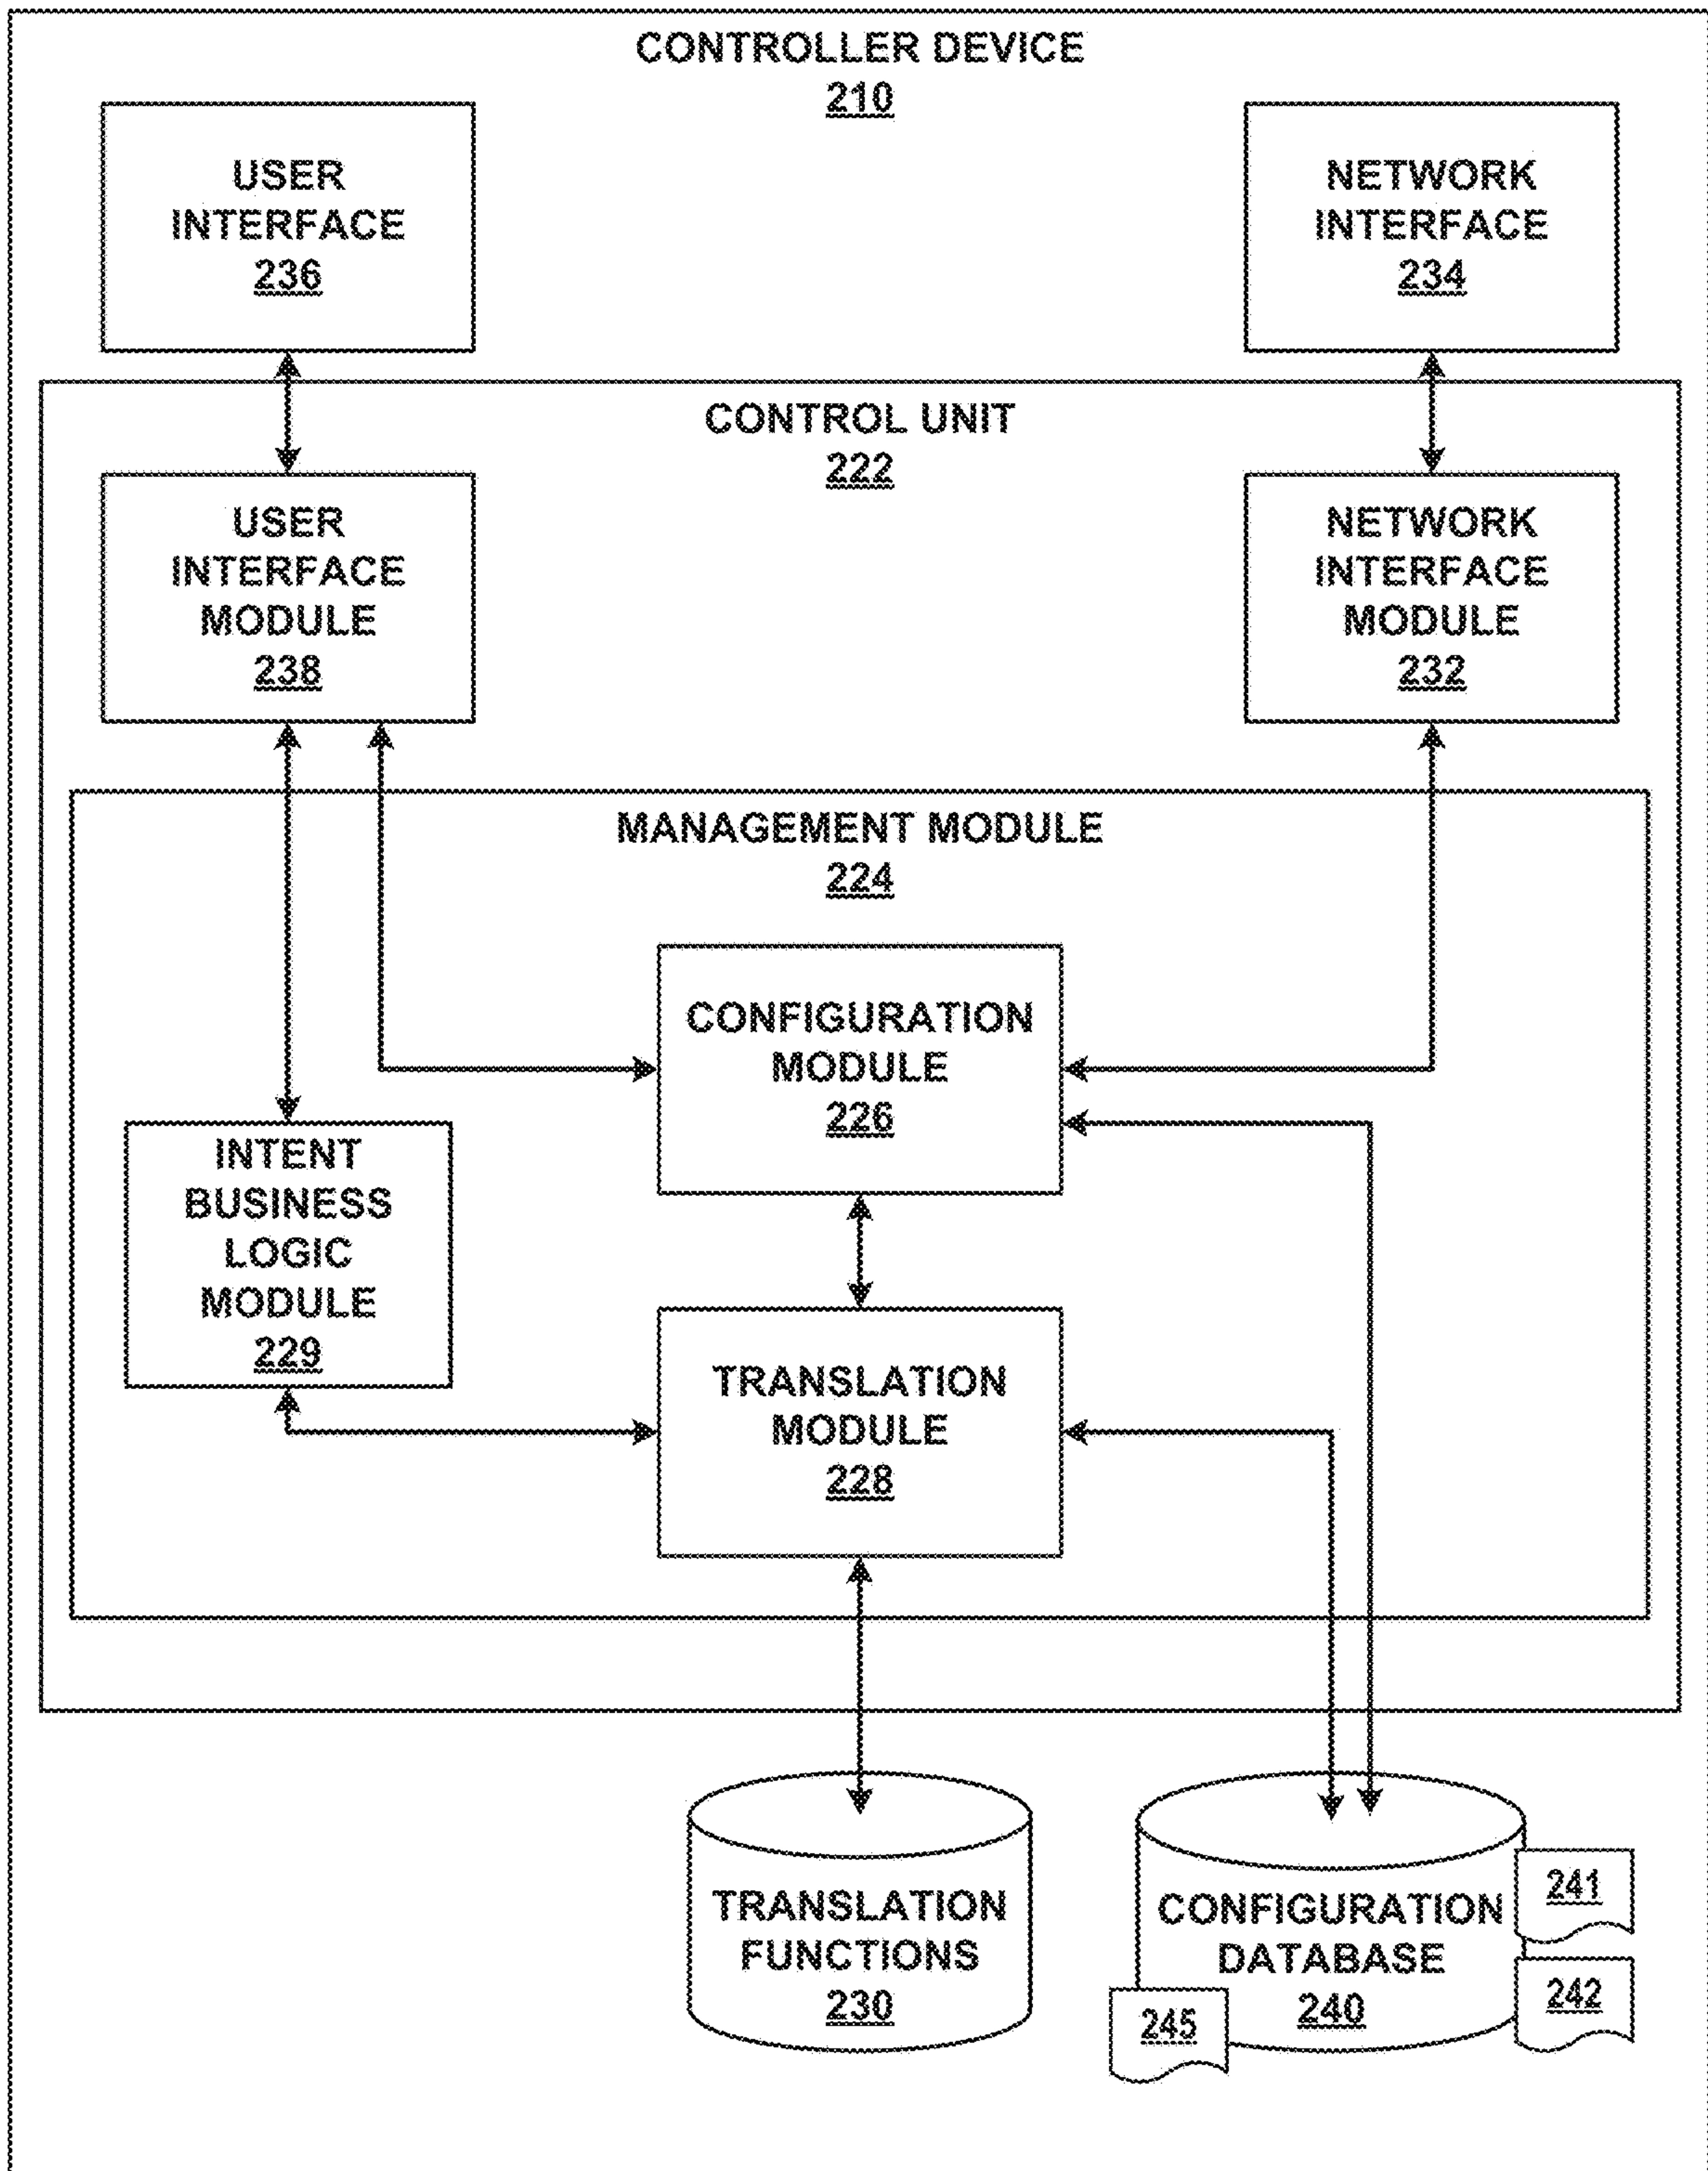 CONTROLLER DEVICE
210
USER
INTERFACE
236
NETWORK
INTERFACE
234
CONTROL UNIT
222
USER
INTERFACE
MODULE
238
NETWORK
INTERFACE
MODULE
232
MANAGEMENT MODULE
224
CONFIGURATION
MODULE
226
INTENT
BUSINESS
LOGIC
MODULE
229
TRANSLATION
MODULE
228
TRANSLATION
FUNCTIONS
230
CONFIGURATION
DATABASE
240
241
242
245